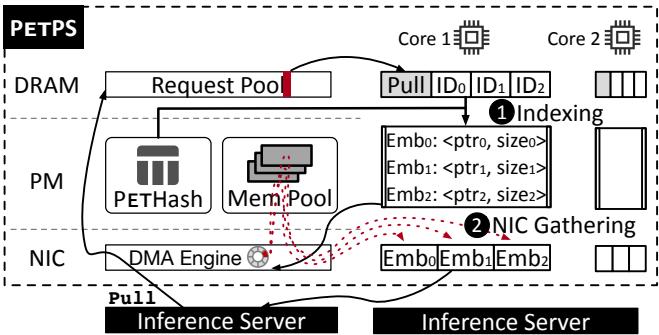 PETPS
Core 1
Core 2
DRAM
Request Pool
Pull ID0 ID1 ID2
1 Indexing
PM
PETHash
Mem Pool
Emb0: <ptr0, size0>
Emb1: <ptr1, size1>
Emb2: <ptr2, size2>
2 NIC Gathering
NIC
DMA Engine
Emb0 Emb1 Emb2
Pull
Inference Server
Inference Server